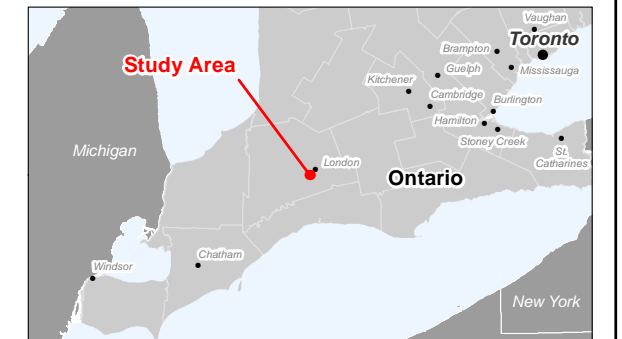 Vaughan
Toronto
Brampton
Study Area
Guelph
Mississauga
Kitchener
Cambridge
Burlington
Hamilton
Stoney Creek
St.
Catharines
Michigan
London
Ontario
Chatham
Windsor
New York